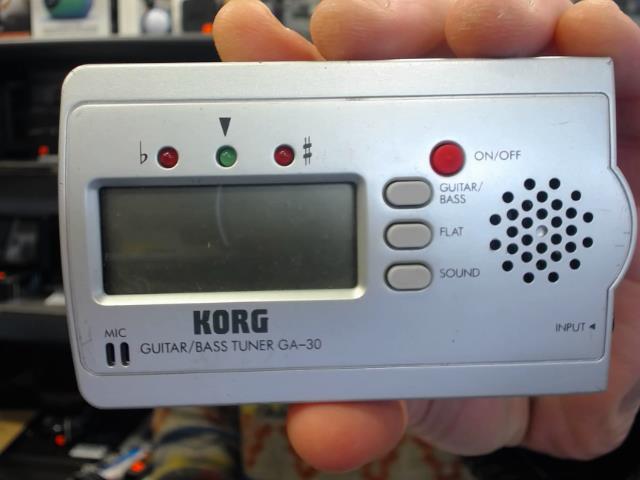 ♭ ▼ ♯
ON/OFF
GUITAR/
BASS
FLAT
SOUND
KORG
MIC
GUITAR/BASS TUNER GA-30
INPUT ◄